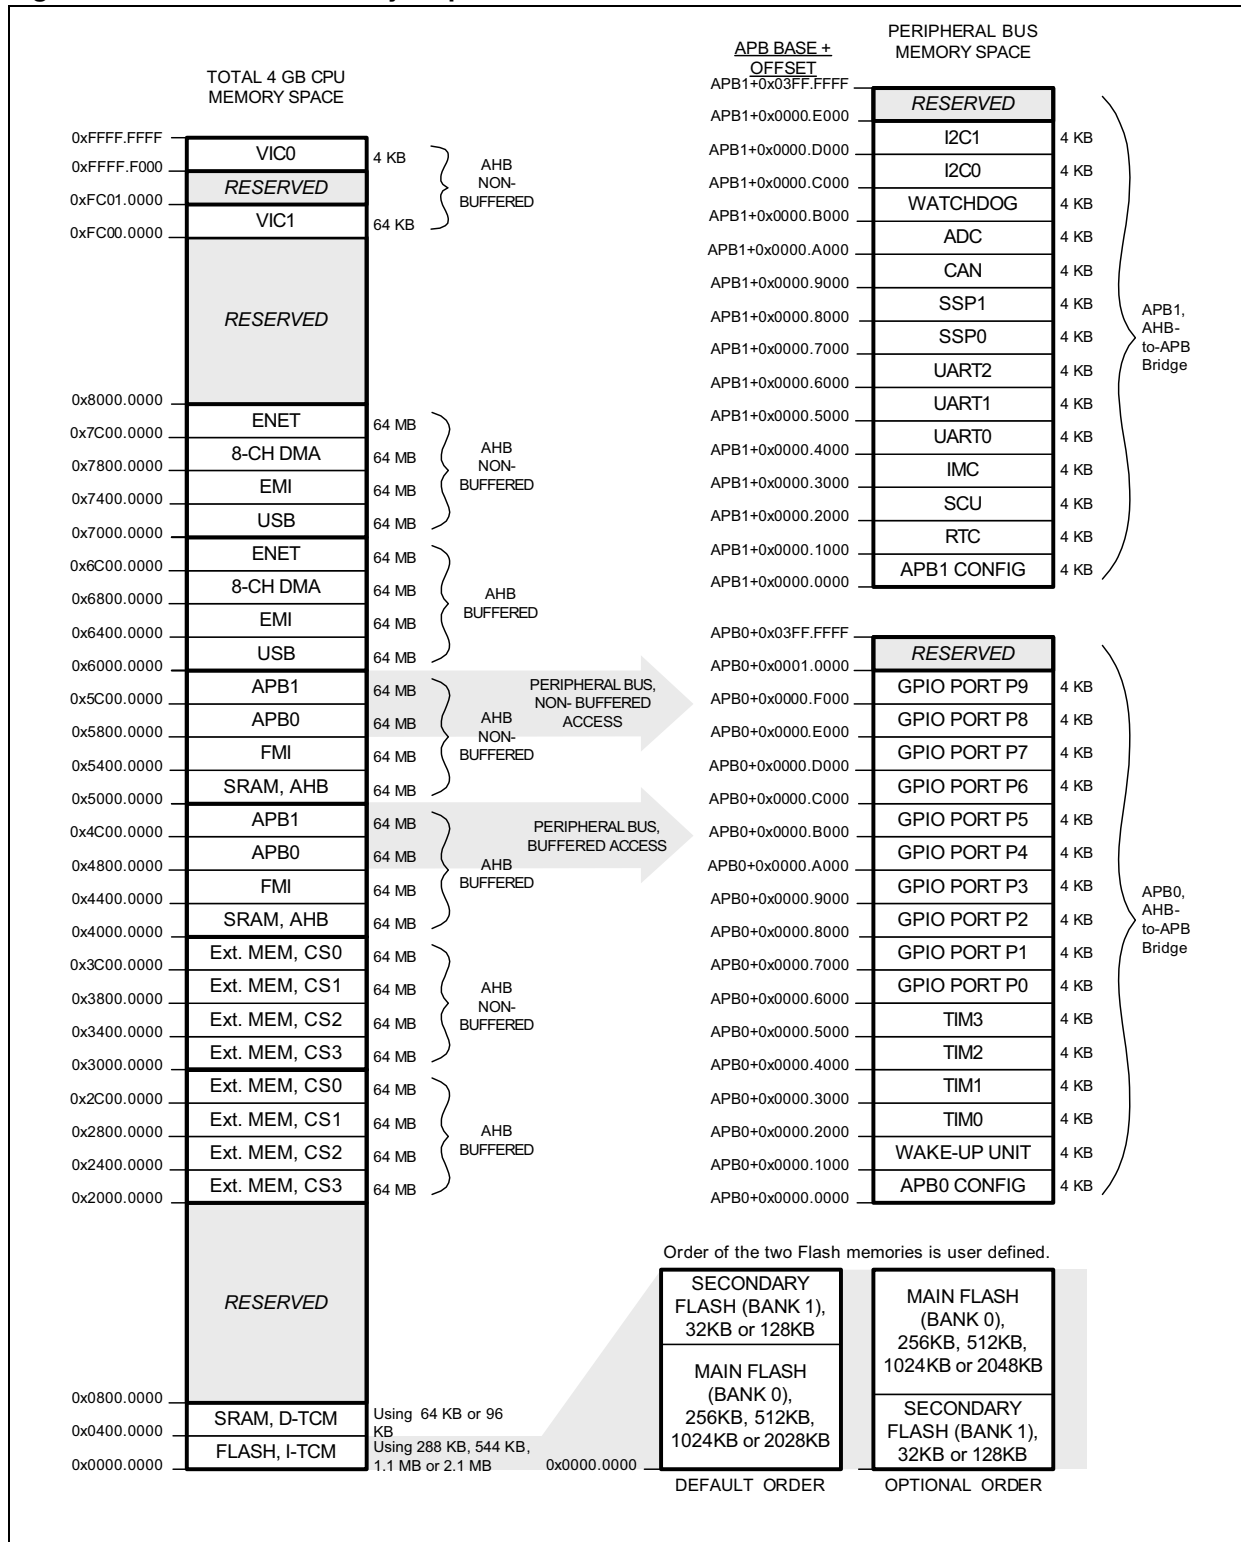 TOTAL 4 GB CPU
MEMORY SPACE
0xFFFF.FFFF
VIC0
4 KB
0xFFFF.F000
RESERVED
0xFC01.0000
VIC1
64 KB
0xFC00.0000
AHB
NON-
BUFFERED
RESERVED
0x8000.0000
ENET
64 MB
0x7C00.0000
8-CH DMA
64 MB
0x7800.0000
EMI
64 MB
0x7400.0000
USB
64 MB
0x7000.0000
AHB
NON-
BUFFERED
ENET
64 MB
0x6C00.0000
8-CH DMA
64 MB
0x6800.0000
EMI
64 MB
0x6400.0000
USB
64 MB
0x6000.0000
AHB
BUFFERED
APB1
64 MB
0x5C00.0000
APB0
64 MB
0x5800.0000
FMI
64 MB
0x5400.0000
SRAM, AHB
64 MB
0x5000.0000
AHB
NON-
BUFFERED
PERIPHERAL BUS,
NON- BUFFERED
ACCESS
APB1
64 MB
0x4C00.0000
APB0
64 MB
0x4800.0000
FMI
64 MB
0x4400.0000
SRAM, AHB
64 MB
0x4000.0000
AHB
BUFFERED
PERIPHERAL BUS,
BUFFERED ACCESS
Ext. MEM, CS0
64 MB
0x3C00.0000
Ext. MEM, CS1
64 MB
0x3800.0000
Ext. MEM, CS2
64 MB
0x3400.0000
Ext. MEM, CS3
64 MB
0x3000.0000
AHB
NON-
BUFFERED
Ext. MEM, CS0
64 MB
0x2C00.0000
Ext. MEM, CS1
64 MB
0x2800.0000
Ext. MEM, CS2
64 MB
0x2400.0000
Ext. MEM, CS3
64 MB
0x2000.0000
AHB
BUFFERED
RESERVED
0x0800.0000
SRAM, D-TCM
Using 64 KB or 96
KB
0x0400.0000
FLASH, I-TCM
Using 288 KB, 544 KB,
1.1 MB or 2.1 MB
0x0000.0000
APB BASE +
OFFSET
PERIPHERAL BUS
MEMORY SPACE
APB1+0x03FF.FFFF
RESERVED
APB1+0x0000.E000
I2C1
4 KB
APB1+0x0000.D000
I2C0
4 KB
APB1+0x0000.C000
WATCHDOG
4 KB
APB1+0x0000.B000
ADC
4 KB
APB1+0x0000.A000
CAN
4 KB
APB1+0x0000.9000
SSP1
4 KB
APB1+0x0000.8000
SSP0
4 KB
APB1+0x0000.7000
UART2
4 KB
APB1+0x0000.6000
UART1
4 KB
APB1+0x0000.5000
UART0
4 KB
APB1+0x0000.4000
IMC
4 KB
APB1+0x0000.3000
SCU
4 KB
APB1+0x0000.2000
RTC
4 KB
APB1+0x0000.1000
APB1 CONFIG
4 KB
APB1+0x0000.0000
APB1,
AHB-
to-APB
Bridge
APB0+0x03FF.FFFF
RESERVED
APB0+0x0001.0000
GPIO PORT P9
4 KB
APB0+0x0000.F000
GPIO PORT P8
4 KB
APB0+0x0000.E000
GPIO PORT P7
4 KB
APB0+0x0000.D000
GPIO PORT P6
4 KB
APB0+0x0000.C000
GPIO PORT P5
4 KB
APB0+0x0000.B000
GPIO PORT P4
4 KB
APB0+0x0000.A000
GPIO PORT P3
4 KB
APB0+0x0000.9000
GPIO PORT P2
4 KB
APB0+0x0000.8000
GPIO PORT P1
4 KB
APB0+0x0000.7000
GPIO PORT P0
4 KB
APB0+0x0000.6000
TIM3
4 KB
APB0+0x0000.5000
TIM2
4 KB
APB0+0x0000.4000
TIM1
4 KB
APB0+0x0000.3000
TIM0
4 KB
APB0+0x0000.2000
WAKE-UP UNIT
4 KB
APB0+0x0000.1000
APB0 CONFIG
4 KB
APB0+0x0000.0000
APB0,
AHB-
to-APB
Bridge
Order of the two Flash memories is user defined.
SECONDARY
FLASH (BANK 1),
32KB or 128KB
MAIN FLASH
(BANK 0),
256KB, 512KB,
1024KB or 2028KB
0x0000.0000
DEFAULT ORDER
MAIN FLASH
(BANK 0),
256KB, 512KB,
1024KB or 2048KB
SECONDARY
FLASH (BANK 1),
32KB or 128KB
OPTIONAL ORDER